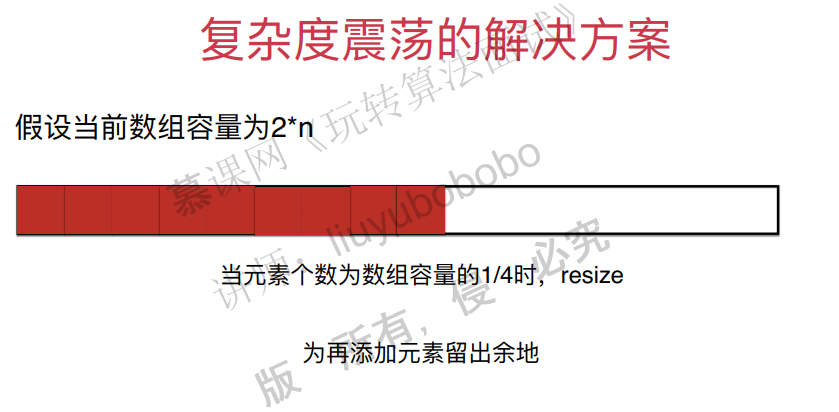 复杂度震荡的解决方案
假设当前数组容量为2*n
慕课网《玩转算法面试》
讲师：liuyubobobo
当元素个数为数组容量的1/4时，resize
版 所有，侵 必究
为再添加元素留出余地